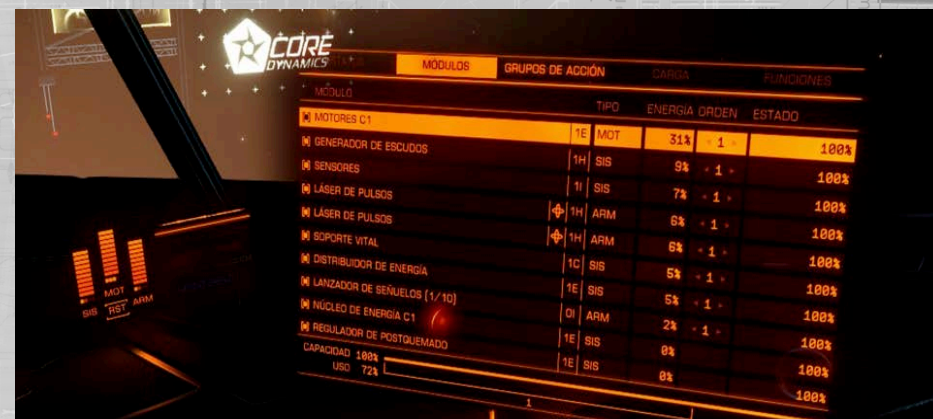 CORE
DYNAMICS
MÓDULOS GRUPOS DE ACCIÓN CARGA FUNCIONES
MÓDULO TIPO ENERGÍA ORDEN ESTADO
MOTORES C1 1E MOT 31% 1 100%
GENERADOR DE ESCUDOS 1H SIS 9% 1 100%
SENSORES 1I SIS 7% 1 100%
LÁSER DE PULSOS 1H ARM 6% 1 100%
LÁSER DE PULSOS 1H ARM 6% 1 100%
SOPORTE VITAL 1C SIS 5% 1 100%
DISTRIBUIDOR DE ENERGÍA 1E SIS 5% 1 100%
LANZADOR DE SEÑUELOS (1/10) 0I ARM 2% 1 100%
NÚCLEO DE ENERGÍA C1 1E SIS 0% 100%
REGULADOR DE POSTQUEMADO 1E SIS 0% 100%
CAPACIDAD 100%
USO 72%
1
MOT
SIS RST ARM